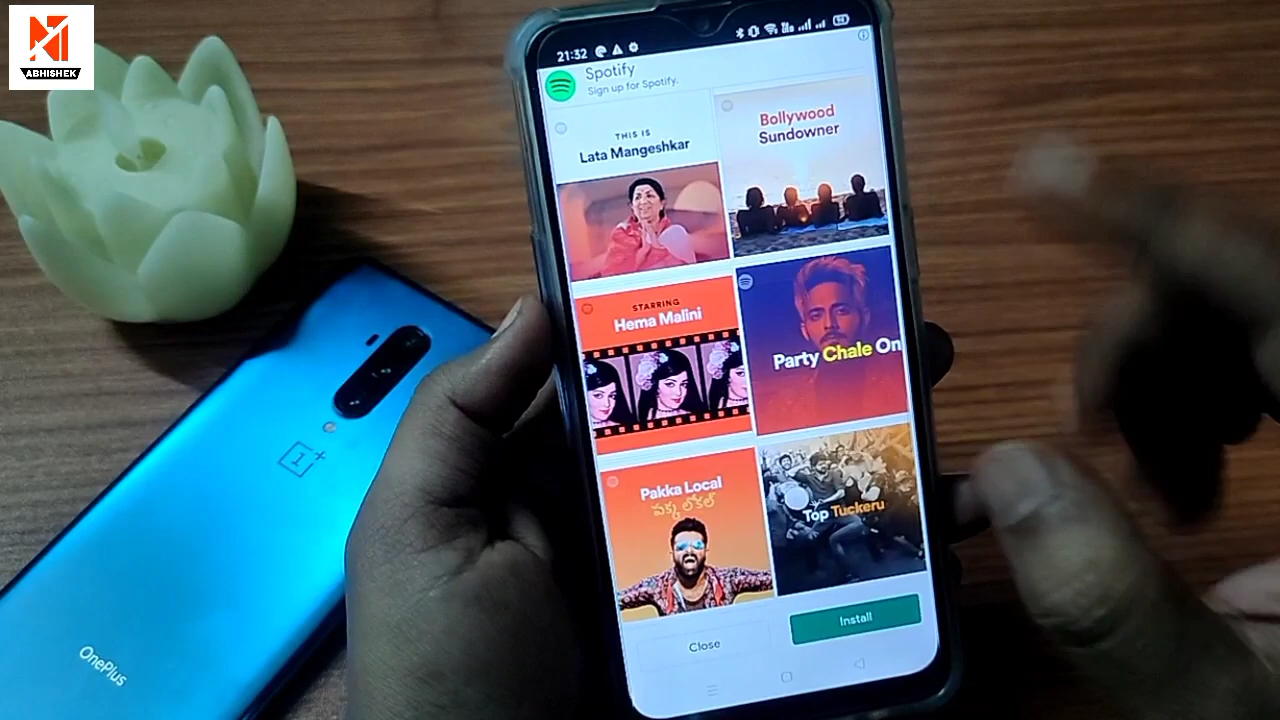 ABHISHEK
21:32
Spotify
Sign up for Spotify.
THIS IS
Lata Mangeshkar
Bollywood
Sundowner
STARRING
Hema Malini
Party Chale On
Pakka Local
పక్కా లోకల్
Top Tuckeru
Close
Install
1+
OnePlus